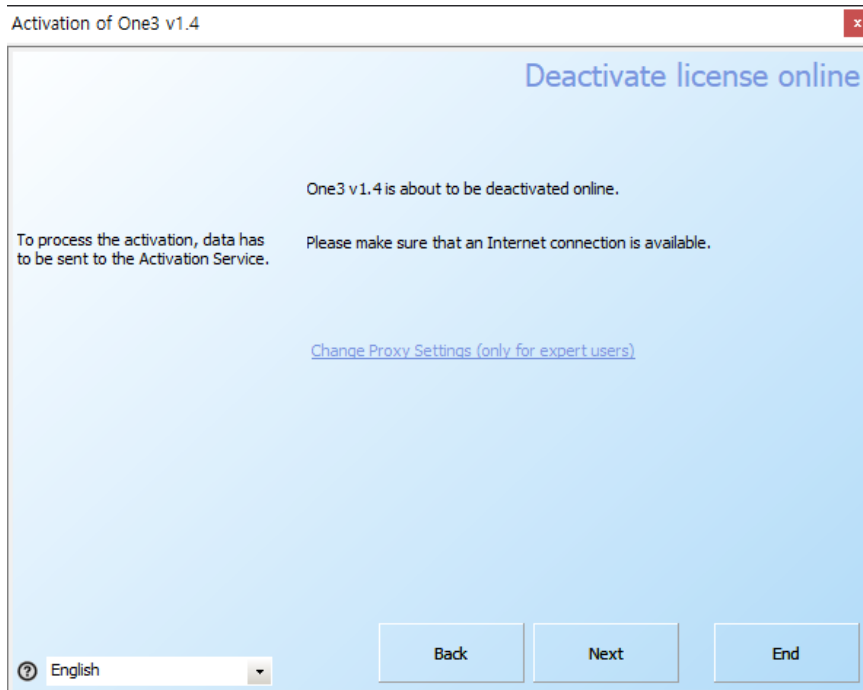 Activation of One3 v1.4
x
Deactivate license online
One3 v1.4 is about to be deactivated online.
To process the activation, data has
to be sent to the Activation Service.
Please make sure that an Internet connection is available.
Change Proxy Settings (only for expert users)
Back
Next
End
? English